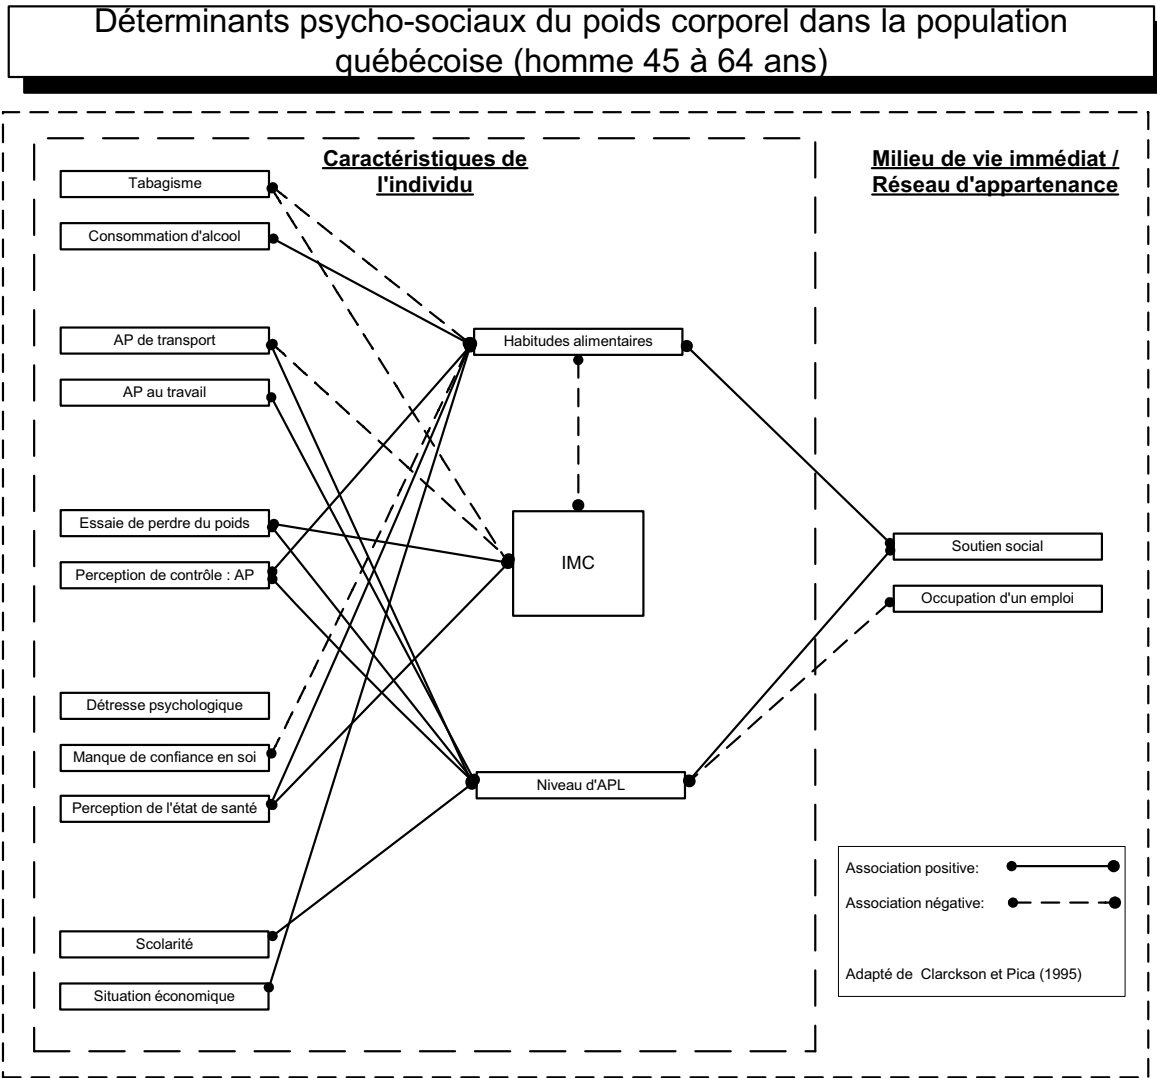 Déterminants psycho-sociaux du poids corporel dans la population
québécoise (homme 45 à 64 ans)
Caractéristiques de
l'individu
Milieu de vie immédiat /
Réseau d'appartenance
Tabagisme
Consommation d'alcool
AP de transport
AP au travail
Essaie de perdre du poids
Perception de contrôle : AP
Détresse psychologique
Manque de confiance en soi
Perception de l'état de santé
Scolarité
Situation économique
Habitudes alimentaires
IMC
Niveau d'APL
Soutien social
Occupation d'un emploi
Association positive:
Association négative:
Adapté de Clarckson et Pica (1995)